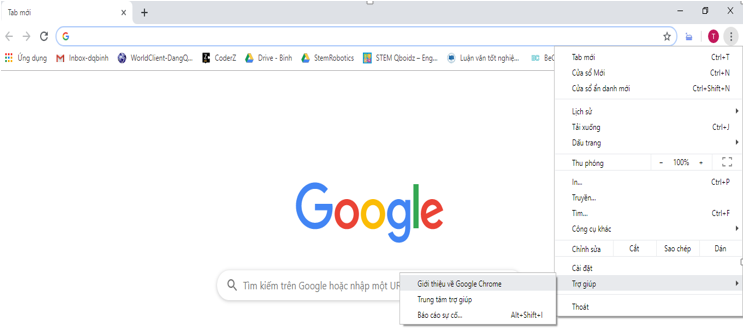 Tab mới
Ứng dụng Inbox-dqbinh WorldClient-DangQ... CoderZ Drive - Binh StemRobotics STEM Qboidz – Eng... Luận văn tốt nghiê...
T
Tab mới Ctrl+T
Cửa sổ Mới Ctrl+N
Cửa sổ ẩn danh mới Ctrl+Shift+N
Lịch sử
Tải xuống Ctrl+J
Dấu trang
Thu phóng - 100% +
In... Ctrl+P
Truyền...
Tìm... Ctrl+F
Công cụ khác
Chỉnh sửa Cắt Sao chép Dán
Cài đặt
Trợ giúp
Thoát
Google
Tìm kiếm trên Google hoặc nhập một
Giới thiệu về Google Chrome
Trung tâm trợ giúp
Báo cáo sự cố... Alt+Shift+I